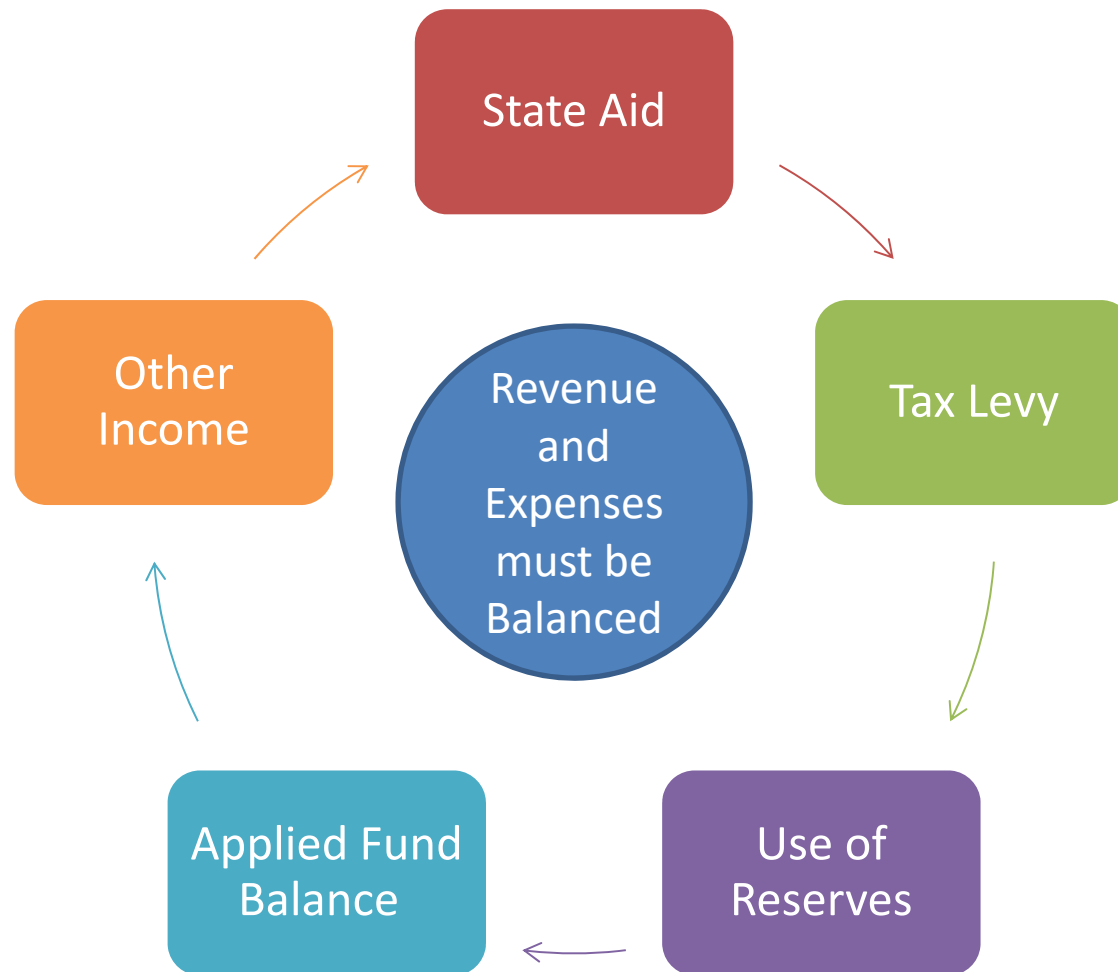 State Aid
Tax Levy
Use of
Reserves
Applied Fund
Balance
Other
Income
Revenue
and
Expenses
must be
Balanced